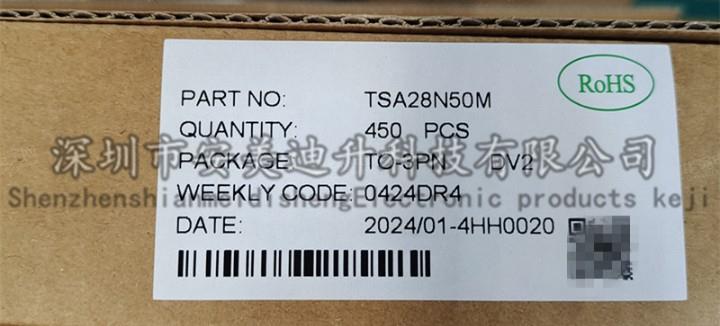 RoHS
PART NO: TSA28N50M
QUANTITY: 450 PCS
深圳市安美迪升科技有限公司
PACKAGE: TO-3PN DV2
ShenzhenshianmeidishengElectronic products keji
WEEKLY CODE: 0424DR4
DATE: 2024/01-4HH0020